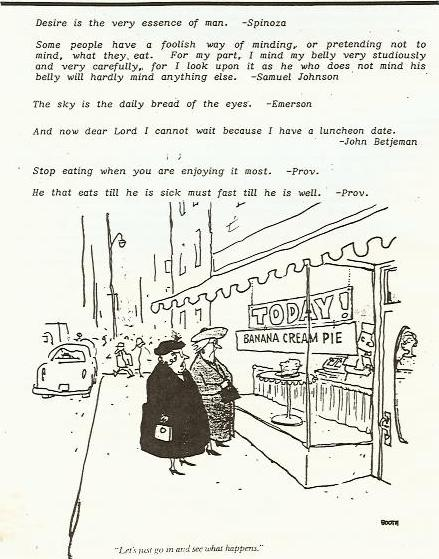 Desire is the very essence of man. -Spinoza
Some people have a foolish way of minding, or pretending not to
mind, what they eat. For my part, I mind my belly very studiously
and very carefully, for I look upon it as he who does not mind his
belly will hardly mind anything else. -Samuel Johnson
The sky is the daily bread of the eyes. -Emerson
And now dear Lord I cannot wait because I have a luncheon date.
-John Betjeman
Stop eating when you are enjoying it most. -Prov.
He that eats till he is sick must fast till he is well. -Prov.
TODAY!
BANANA CREAM PIE
BOOTH
"Let's just go in and see what happens."